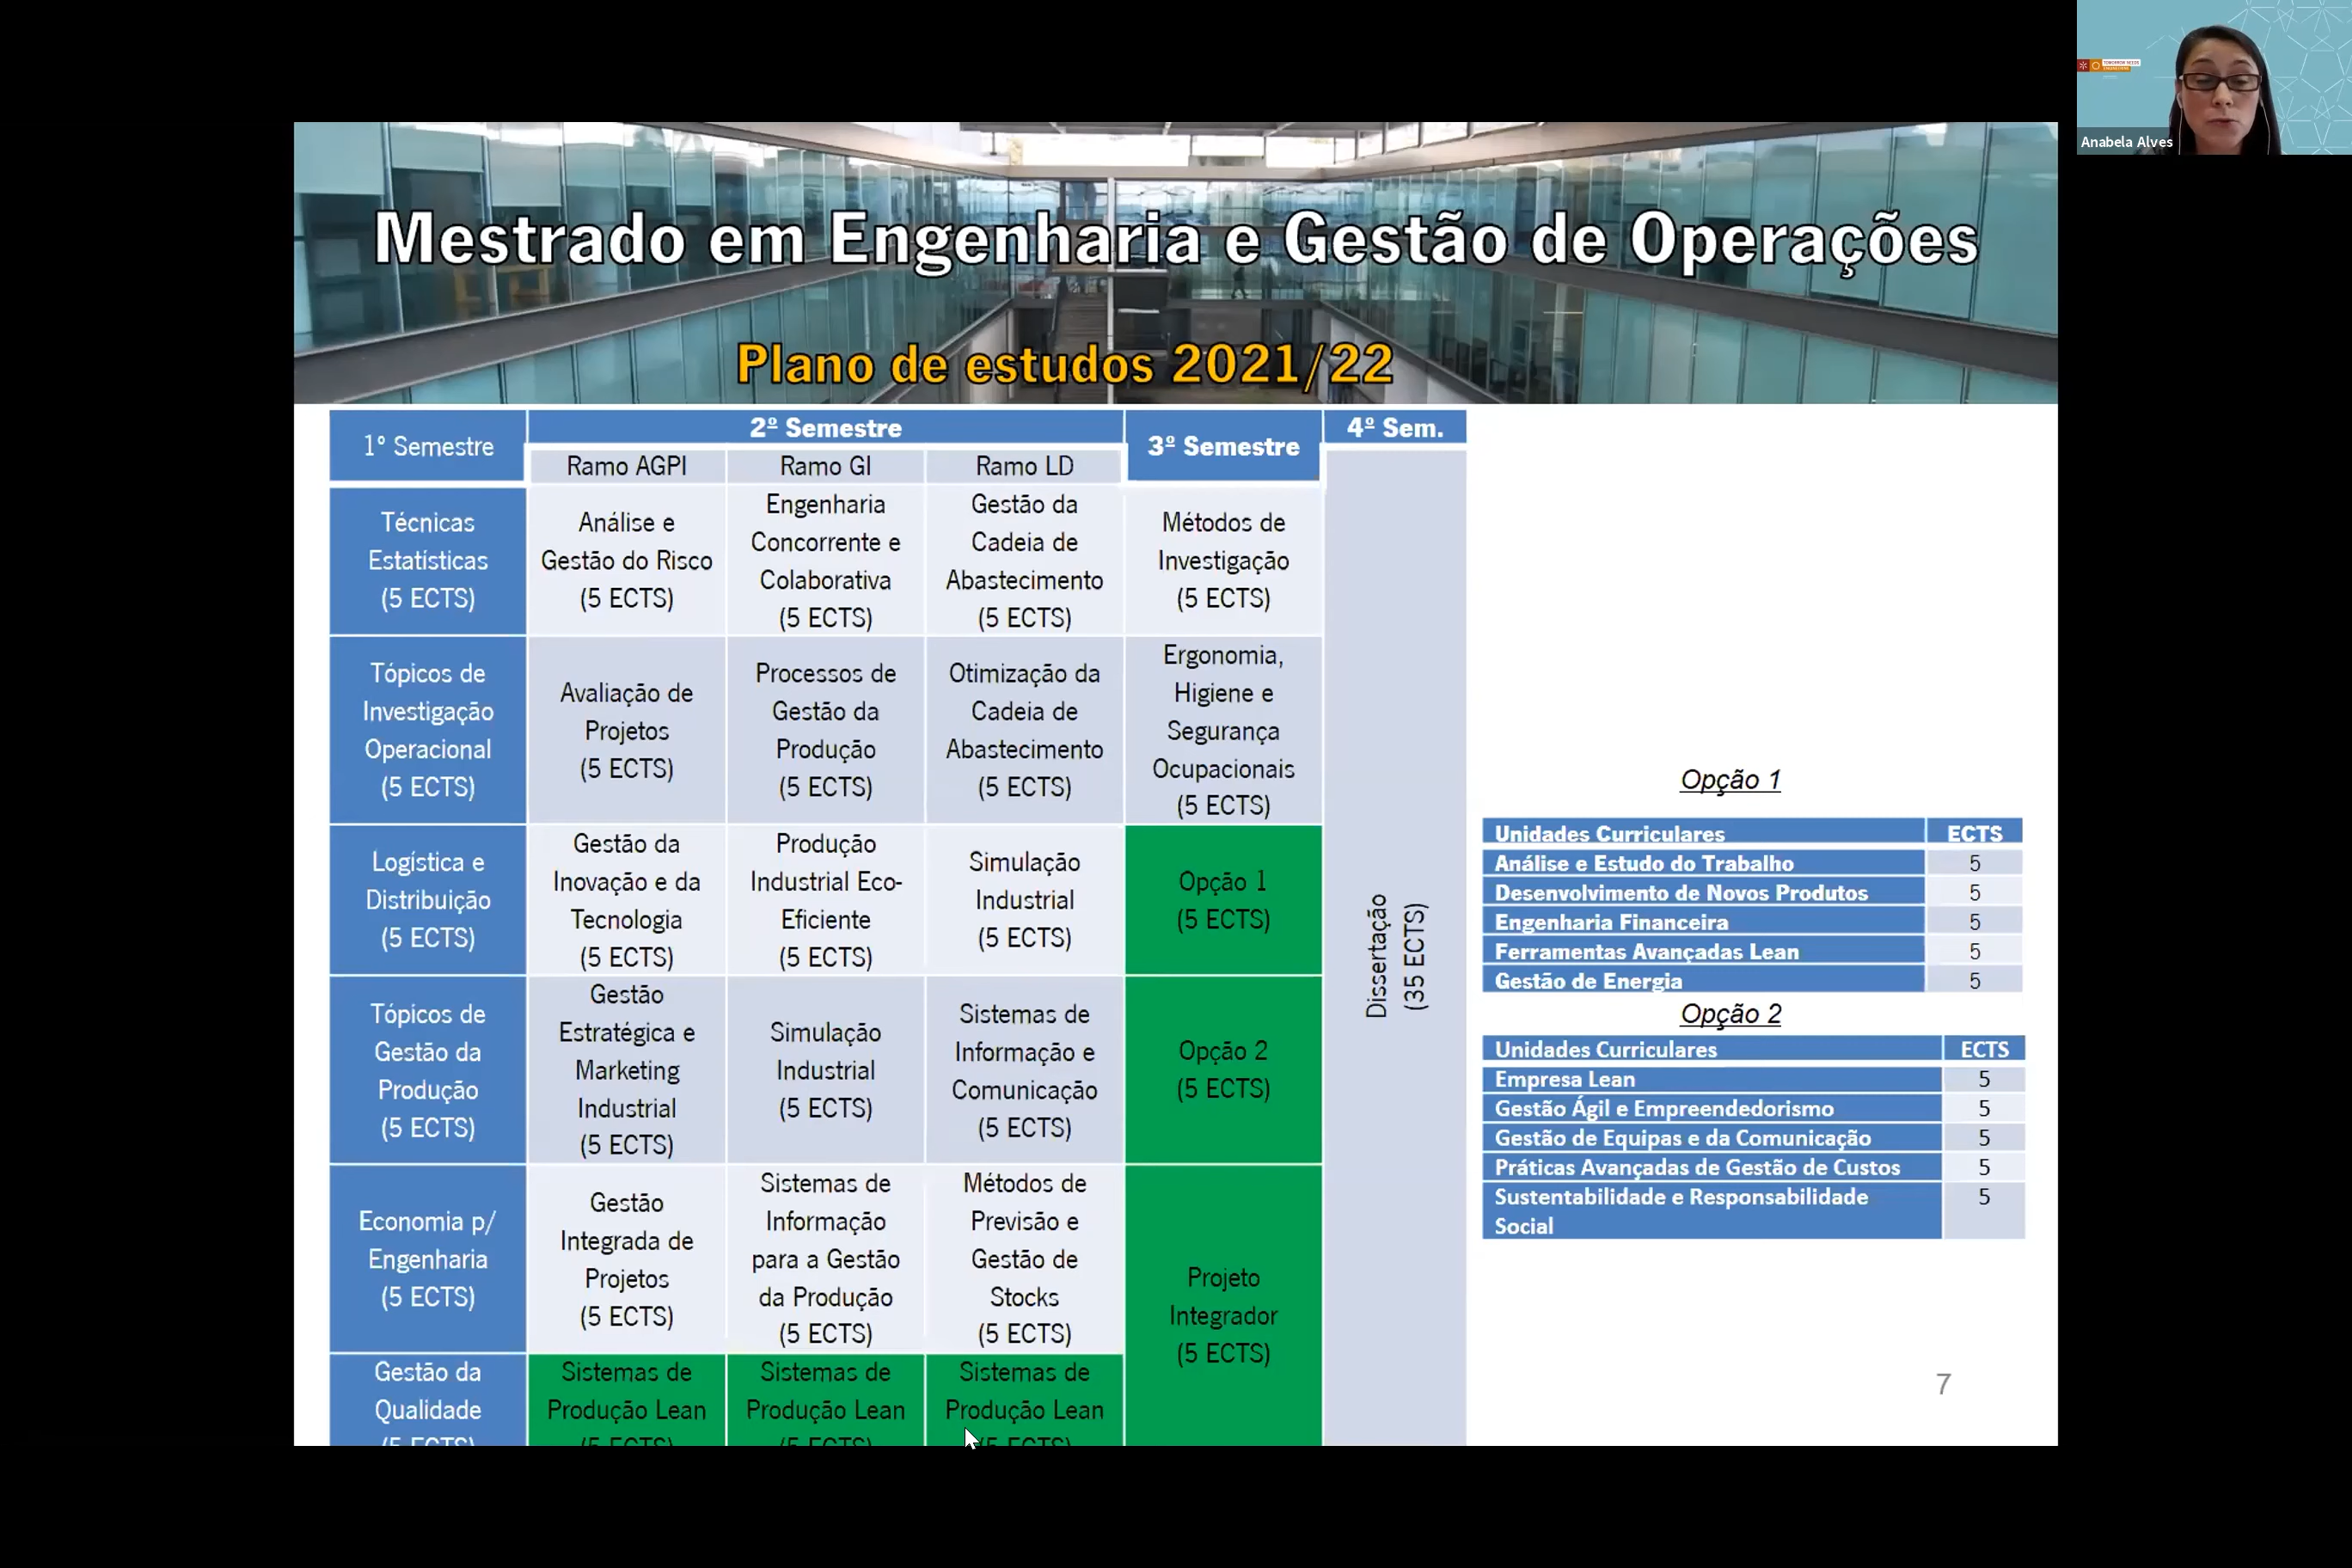 Anabela Alves
Mestrado em Engenharia e Gestão de Operações
Plano de estudos 2021/22
1º Semestre
2º Semestre
3º Semestre
4º Sem.
Ramo AGPI
Ramo GI
Ramo LD
Técnicas
Estatísticas
(5 ECTS)
Análise e
Gestão do Risco
(5 ECTS)
Engenharia
Concorrente e
Colaborativa
(5 ECTS)
Gestão da
Cadeia de
Abastecimento
(5 ECTS)
Métodos de
Investigação
(5 ECTS)
Tópicos de
Investigação
Operacional
(5 ECTS)
Avaliação de
Projetos
(5 ECTS)
Processos de
Gestão da
Produção
(5 ECTS)
Otimização da
Cadeia de
Abastecimento
(5 ECTS)
Ergonomia,
Higiene e
Segurança
Ocupacionais
(5 ECTS)
Logística e
Distribuição
(5 ECTS)
Gestão da
Inovação e da
Tecnologia
(5 ECTS)
Produção
Industrial Eco-
Eficiente
(5 ECTS)
Simulação
Industrial
(5 ECTS)
Opção 1
(5 ECTS)
Tópicos de
Gestão da
Produção
(5 ECTS)
Gestão
Estratégica e
Marketing
Industrial
(5 ECTS)
Simulação
Industrial
(5 ECTS)
Sistemas de
Informação e
Comunicação
(5 ECTS)
Opção 2
(5 ECTS)
Economia p/
Engenharia
(5 ECTS)
Gestão
Integrada de
Projetos
(5 ECTS)
Sistemas de
Informação
para a Gestão
da Produção
(5 ECTS)
Métodos de
Previsão e
Gestão de
Stocks
(5 ECTS)
Projeto
Integrador
(5 ECTS)
Gestão da
Qualidade
(5 ECTS)
Sistemas de
Produção Lean
(5 ECTS)
Sistemas de
Produção Lean
(5 ECTS)
Sistemas de
Produção Lean
(5 ECTS)
Dissertação
(35 ECTS)
Opção 1
Unidades Curriculares ECTS
Análise e Estudo do Trabalho 5
Desenvolvimento de Novos Produtos 5
Engenharia Financeira 5
Ferramentas Avançadas Lean 5
Gestão de Energia 5
Opção 2
Unidades Curriculares ECTS
Empresa Lean 5
Gestão Ágil e Empreendedorismo 5
Gestão de Equipas e da Comunicação 5
Práticas Avançadas de Gestão de Custos 5
Sustentabilidade e Responsabilidade 5
Social
7